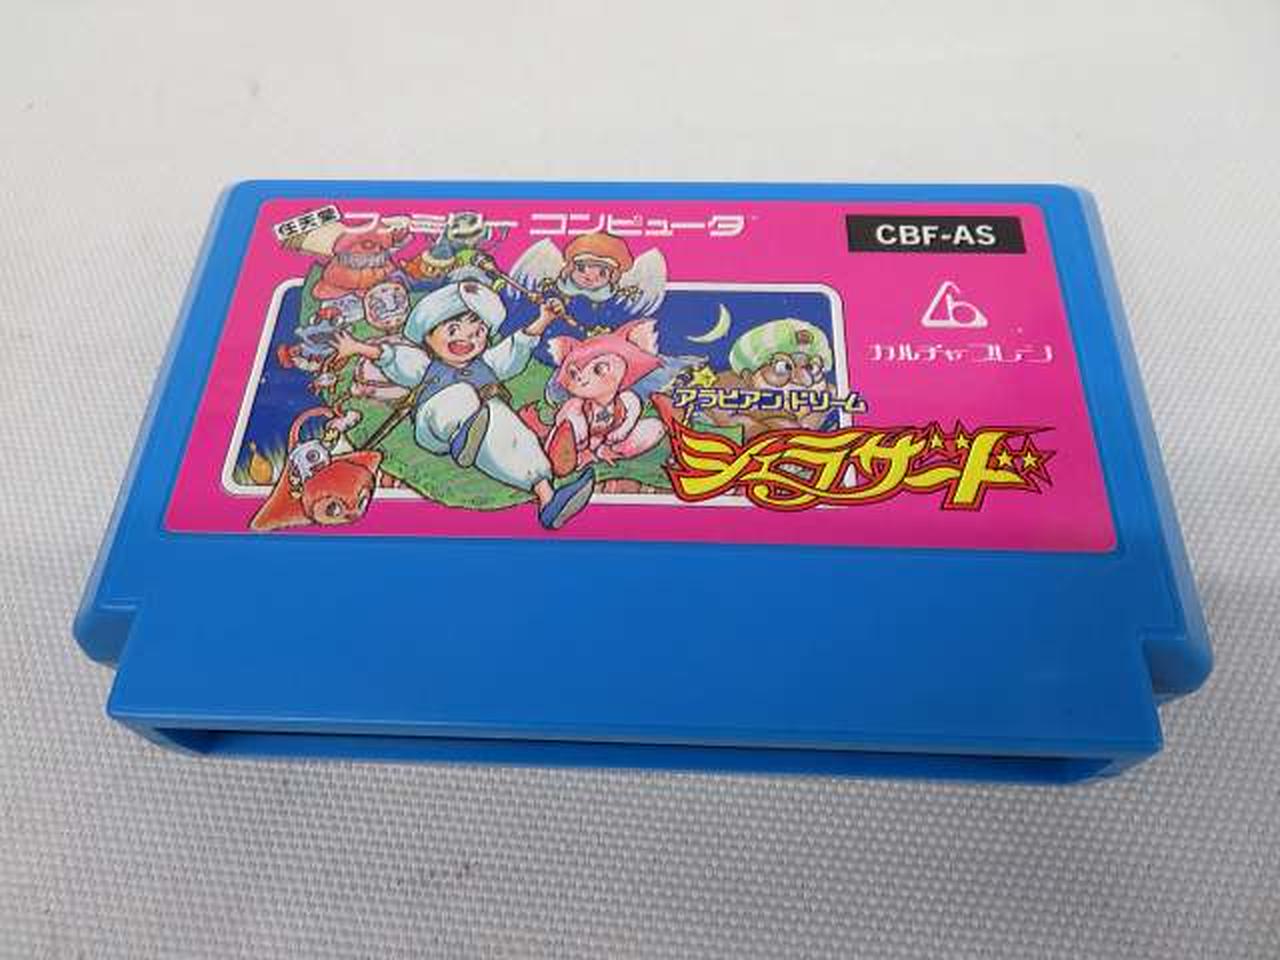 任天堂 ファミリー コンピュータ™
CBF-AS
カルチャーブレーン
アラビアン ドリーム
シェラザード